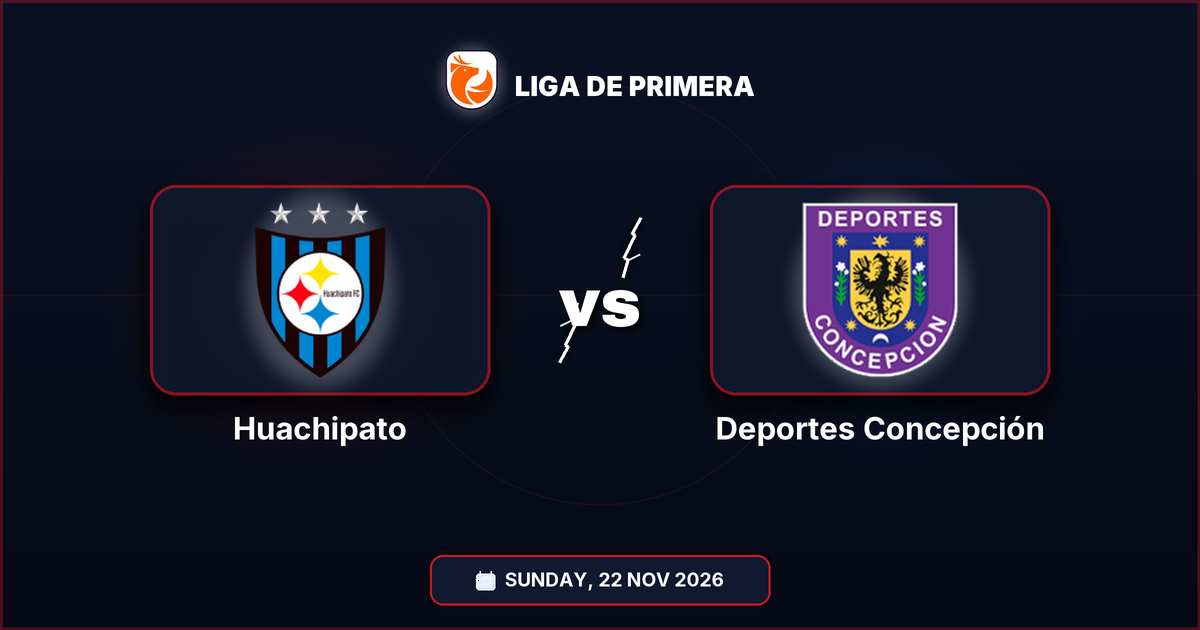 LIGA DE PRIMERA
Huachipato FC
DEPORTES
CONCEPCION
vs
Huachipato
Deportes Concepción
SUNDAY, 22 NOV 2026